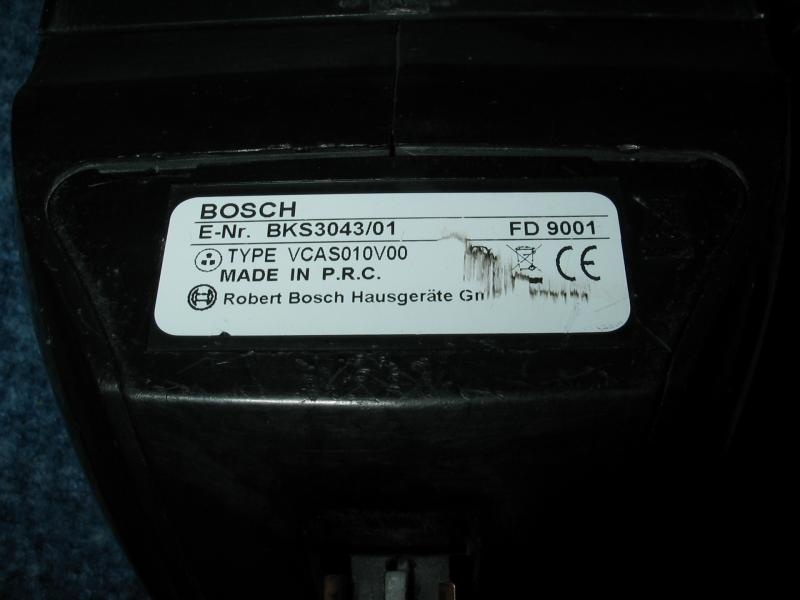 BOSCH
E-Nr. BKS3043/01 FD 9001
TYPE VCAS010V00
MADE IN P.R.C.
CE
Robert Bosch Hausgeräte